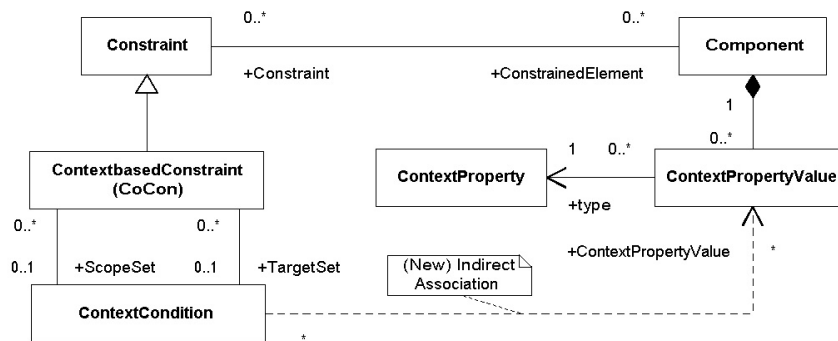 0..*
0..*
Constraint
Component
+Constraint
+ConstrainedElement
1
0..*
ContextbasedConstraint
(CoCon)
1
0..*
ContextProperty
ContextPropertyValue
0..*
0..*
+type
+ContextPropertyValue
*
0..1
+ScopeSet
0..1
+TargetSet
(New) Indirect
Association
ContextCondition
*